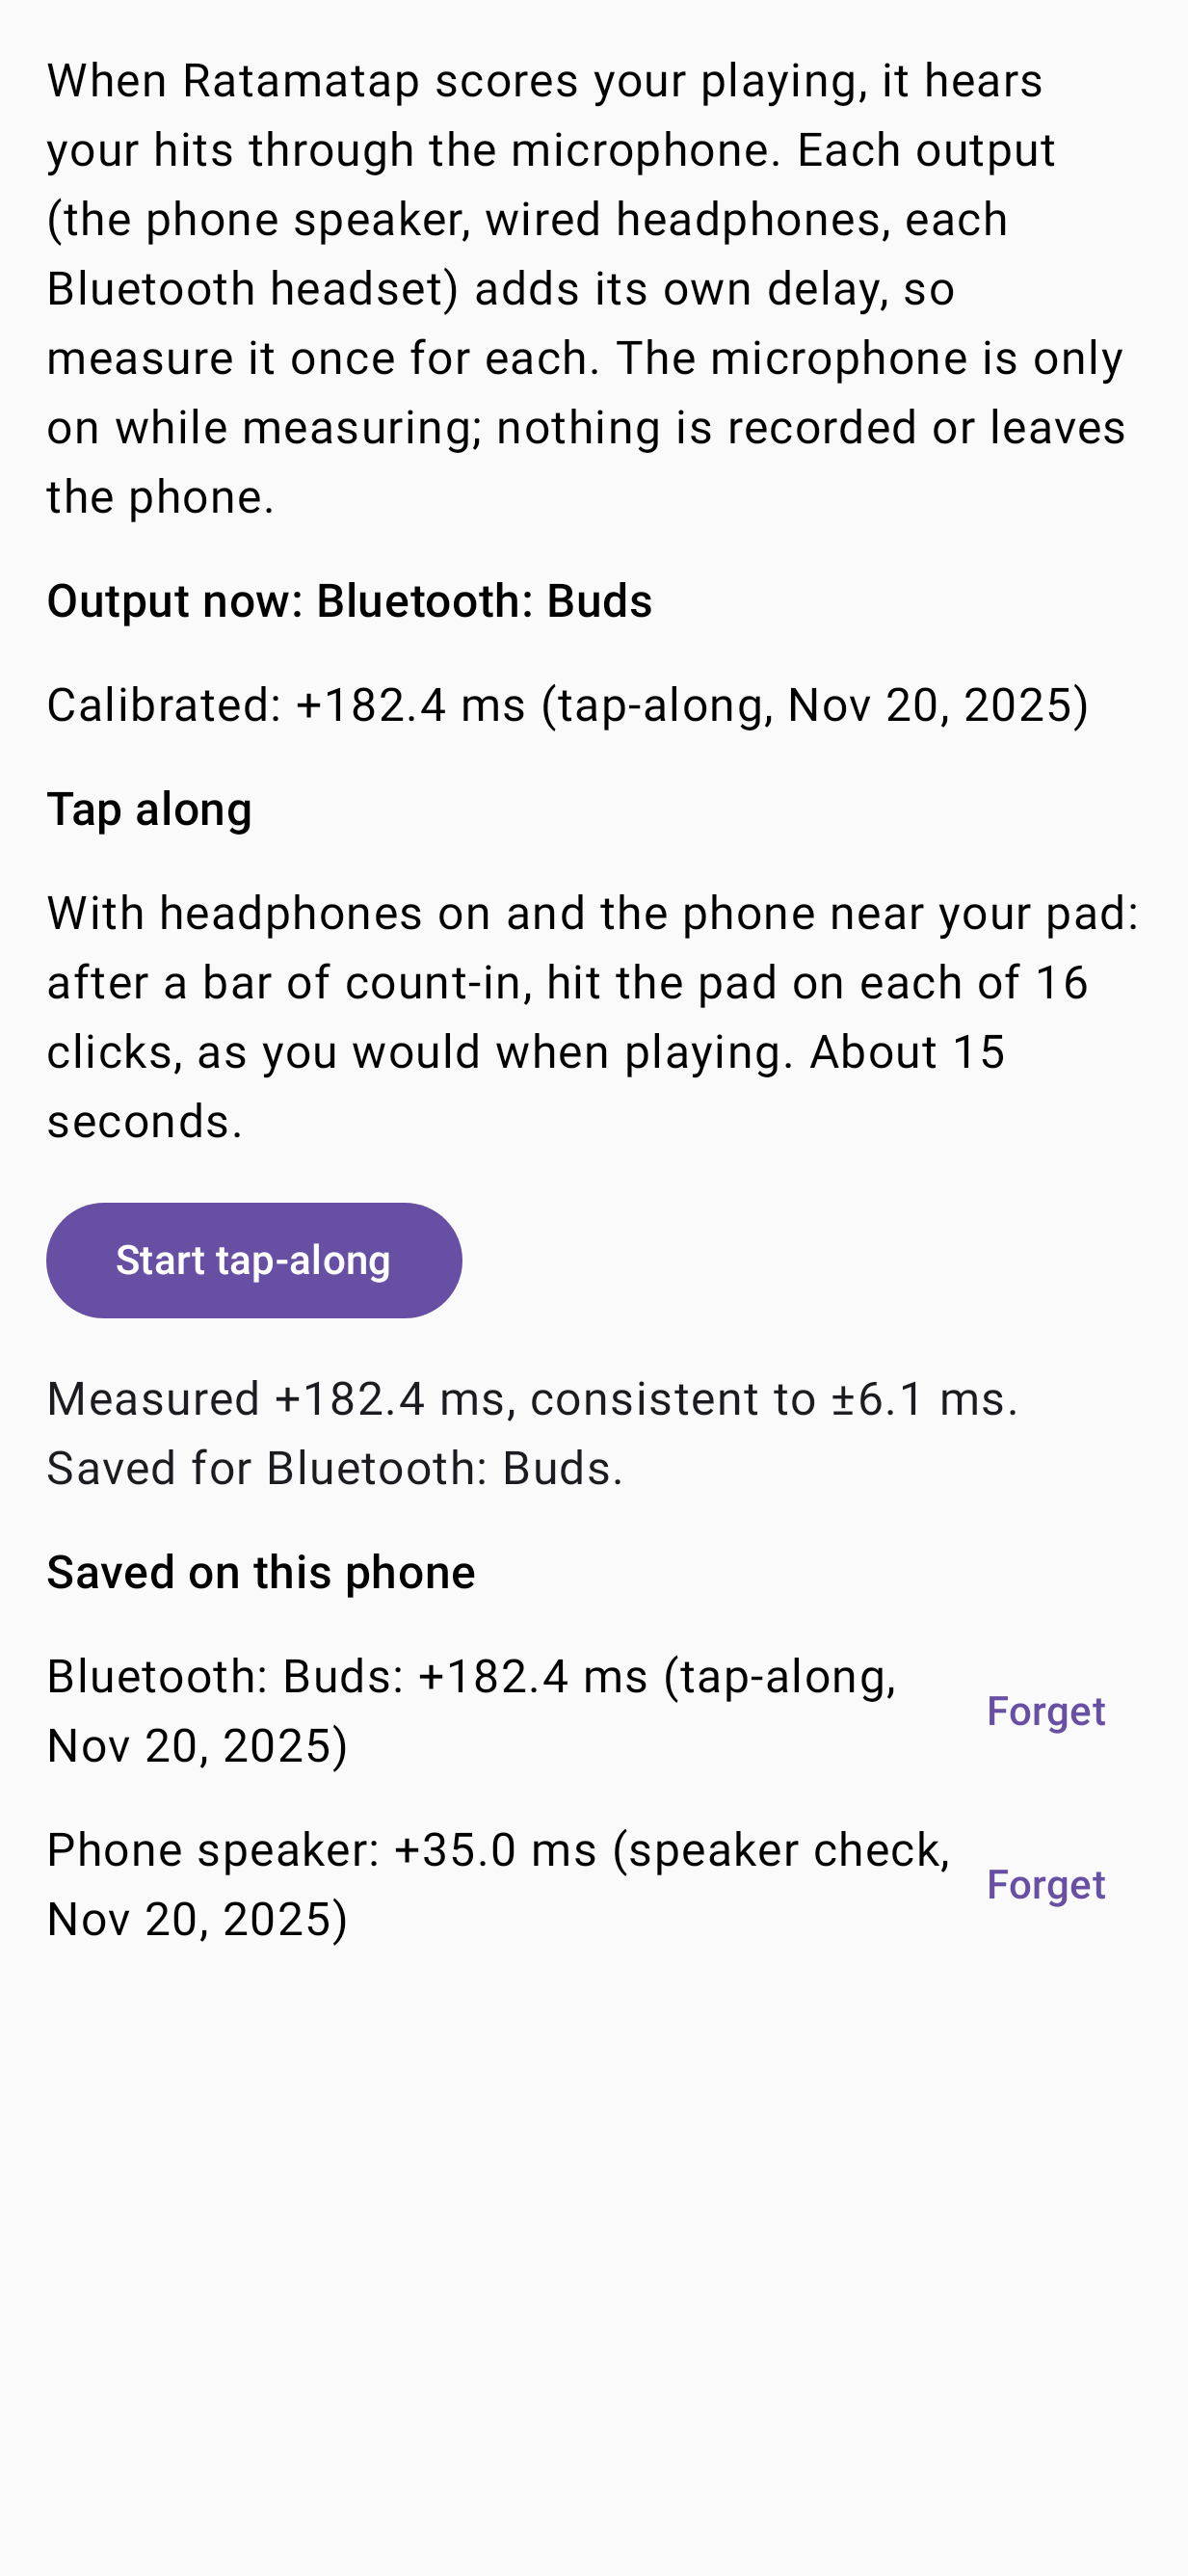 When Ratamatap scores your playing, it hears
your hits through the microphone. Each output
(the phone speaker, wired headphones, each
Bluetooth headset) adds its own delay, so
measure it once for each. The microphone is only
on while measuring; nothing is recorded or leaves
the phone.
Output now: Bluetooth: Buds
Calibrated: +182.4 ms (tap-along, Nov 20, 2025)
Tap along
With headphones on and the phone near your pad:
after a bar of count-in, hit the pad on each of 16
clicks, as you would when playing. About 15
seconds.
Start tap-along
Measured +182.4 ms, consistent to ±6.1 ms.
Saved for Bluetooth: Buds.
Saved on this phone
Bluetooth: Buds: +182.4 ms (tap-along,
Nov 20, 2025)
Forget
Phone speaker: +35.0 ms (speaker check,
Nov 20, 2025)
Forget